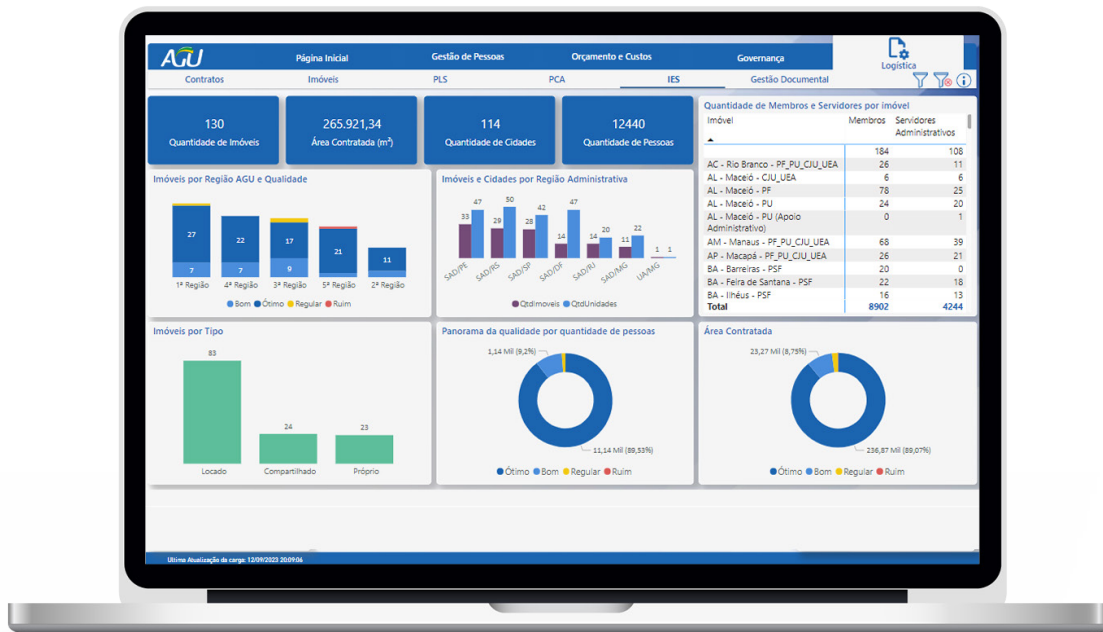 AGU
Página Inicial
Gestão de Pessoas
Orçamento e Custos
Governança
Logística
Contratos
Imóveis
PLS
PCA
IES
Gestão Documental
130
Quantidade de Imóveis
265.921,34
Área Contratada (m²)
114
Quantidade de Cidades
12440
Quantidade de Pessoas
Quantidade de Membros e Servidores por imóvel
Imóvel Membros Servidores
Administrativos
184 108
AC - Rio Branco - PF_PU_CJU_UEA 26 11
AL - Maceió - CJU_UEA 6 6
AL - Maceió - PF 78 25
AL - Maceió - PU 24 20
AL - Maceió - PU (Apoio 0 1
Administrativo)
AM - Manaus - PF_PU_CJU_UEA 68 39
AP - Macapá - PF_PU_CJU_UEA 26 21
BA - Barreiras - PSF 20 0
BA - Feira de Santana - PSF 22 18
BA - Ilhéus - PSF 16 13
Total 8902 4244
Imóveis por Região AGU e Qualidade
27 22 17 21 11
7 7 9
1ª Região 4ª Região 3ª Região 5ª Região 2ª Região
Bom Ótimo Regular Ruim
Imóveis e Cidades por Região Administrativa
33 47 29 50 28 42 14 47 14 20 11 22 1 1
SAD/PE SAD/RS SAD/SP SAD/DF SAD/RJ SAD/MG UA/MG
QtdImoveis QtdUnidades
Imóveis por Tipo
83
24
23
Locado Compartilhado Próprio
Panorama da qualidade por quantidade de pessoas
1,14 Mil (9,2%)
11,14 Mil (89,53%)
Ótimo Bom Regular Ruim
Área Contratada
23,27 Mil (8,75%)
236,87 Mil (89,07%)
Ótimo Bom Regular Ruim
Ultima Atualização da carga: 12/09/2023 20:09:06